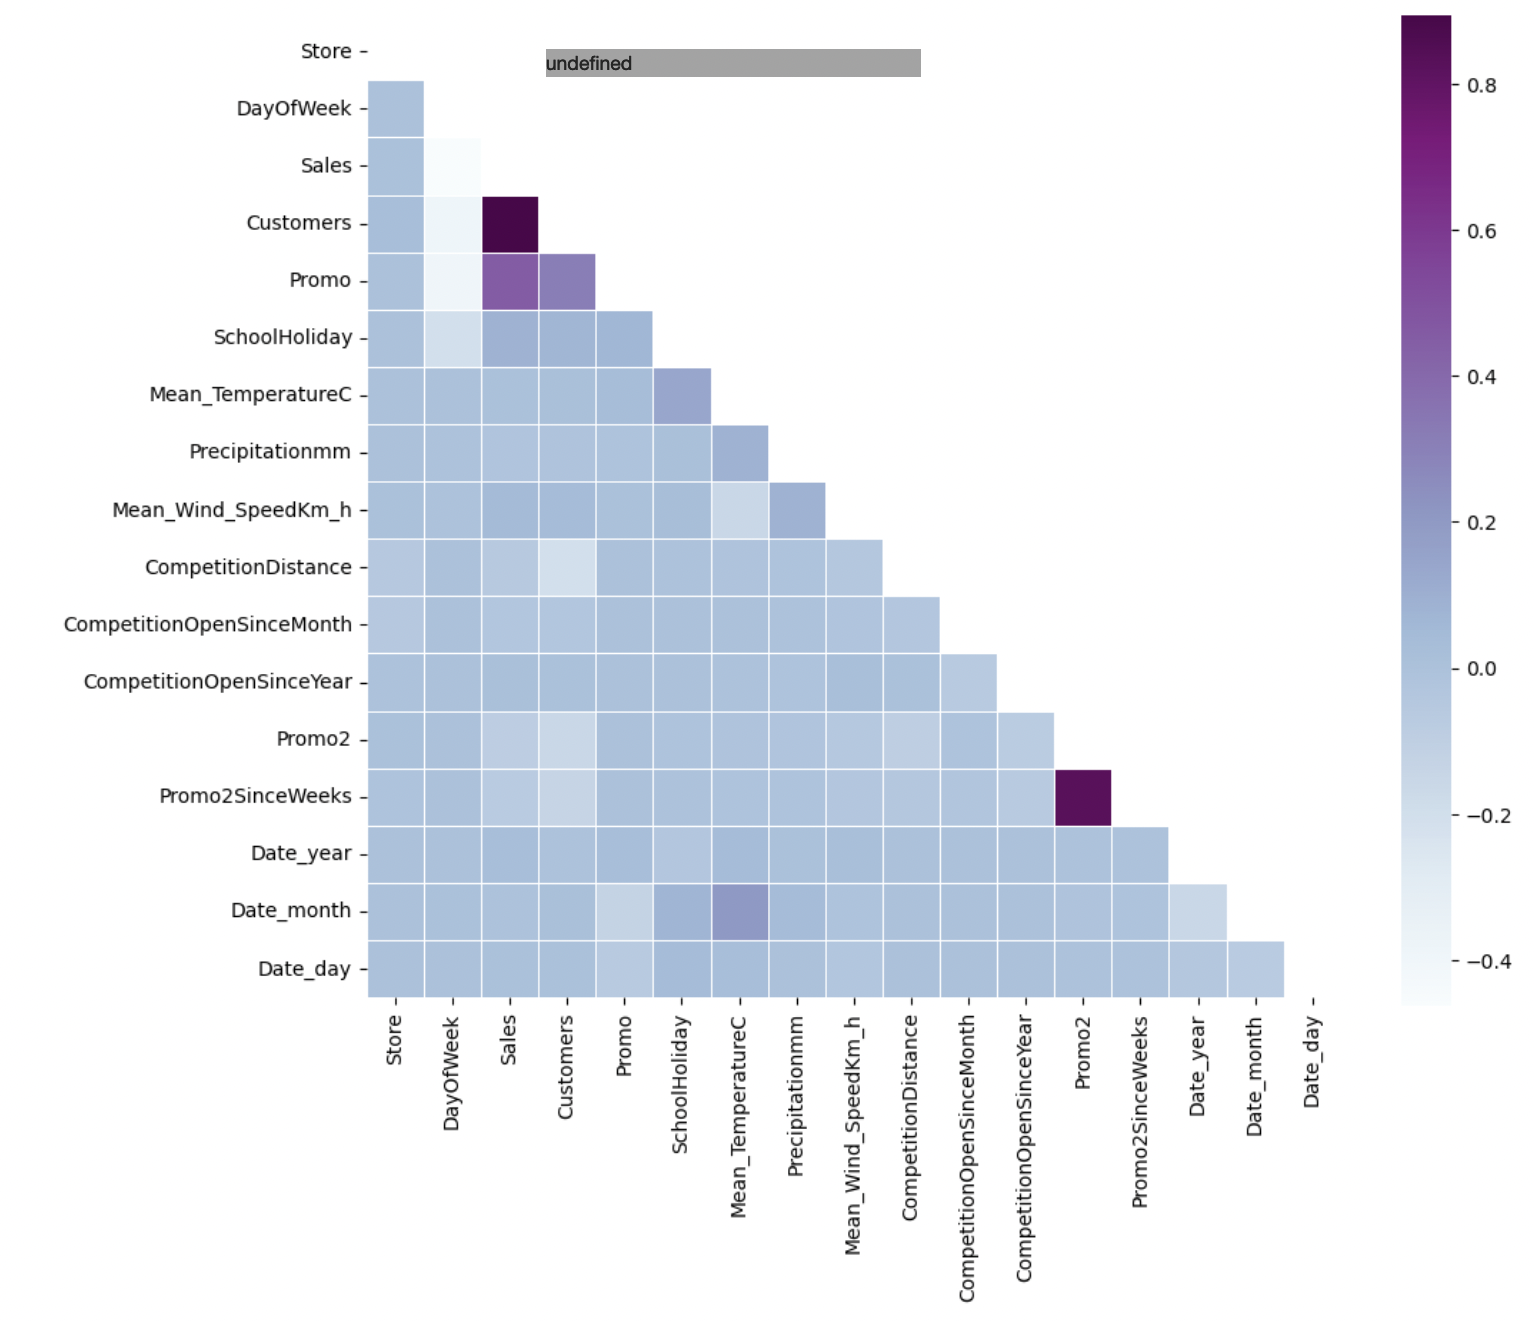 undefined
Store
DayOfWeek
Sales
Customers
Promo
SchoolHoliday
Mean_TemperatureC
Precipitationmm
Mean_Wind_SpeedKm_h
CompetitionDistance
CompetitionOpenSinceMonth
CompetitionOpenSinceYear
Promo2
Promo2SinceWeeks
Date_year
Date_month
Date_day
Store
DayOfWeek
Sales
Customers
Promo
SchoolHoliday
Mean_TemperatureC
Precipitationmm
Mean_Wind_SpeedKm_h
CompetitionDistance
CompetitionOpenSinceMonth
CompetitionOpenSinceYear
Promo2
Promo2SinceWeeks
Date_year
Date_month
Date_day
0.8
0.6
0.4
0.2
0.0
−0.2
−0.4